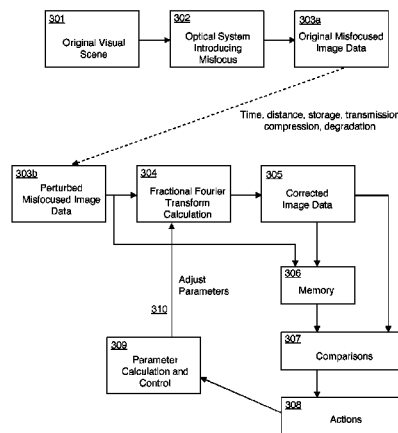 301
Original Visual
Scene
302
Optical System
Introducing
Misfocus
303a
Original Misfocused
Image Data
Time, distance, storage, transmission
compression, degradation
303b
Perturbed
Misfocused Image
Data
304
Fractional Fourier
Transform
Calculation
305
Corrected
Image Data
306
Memory
Adjust
Parameters
310
309
Parameter
Calculation and
Control
307
Comparisons
308
Actions